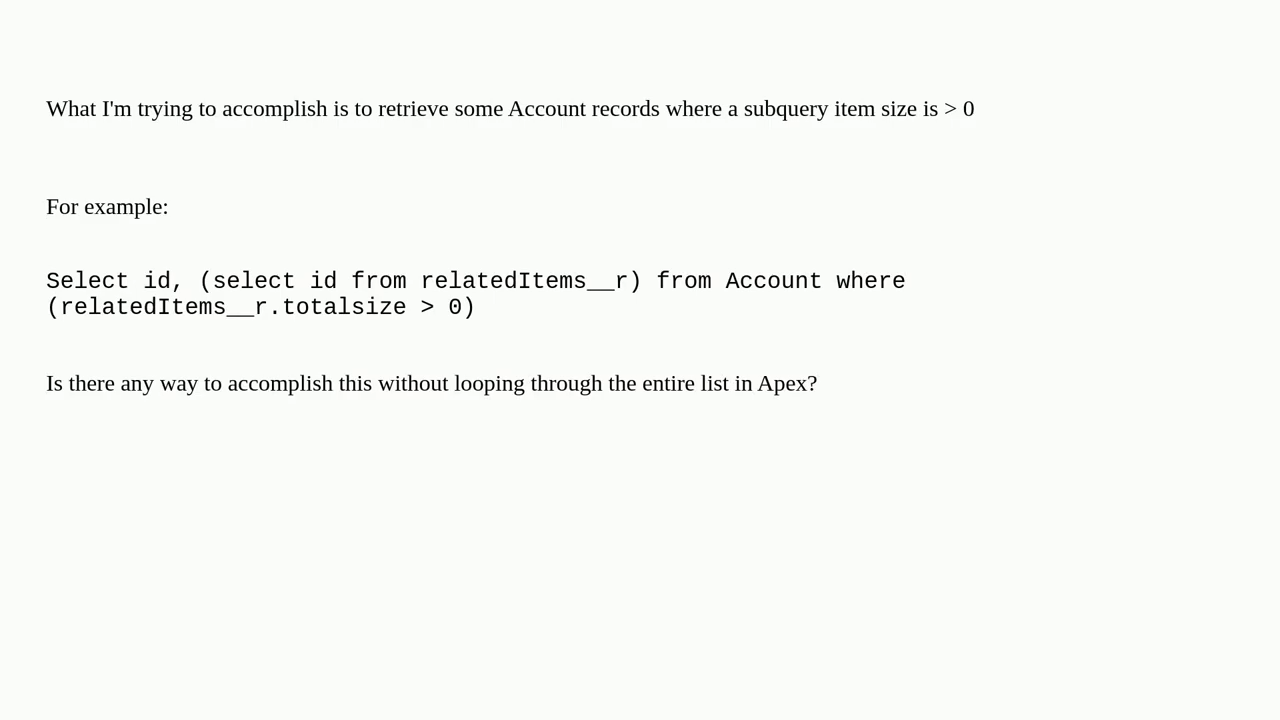 What I'm trying to accomplish is to retrieve some Account records where a subquery item size is > 0
For example:
Select id, (select id from relatedItems__r) from Account where
(relatedItems__r.totalsize > 0)
Is there any way to accomplish this without looping through the entire list in Apex?